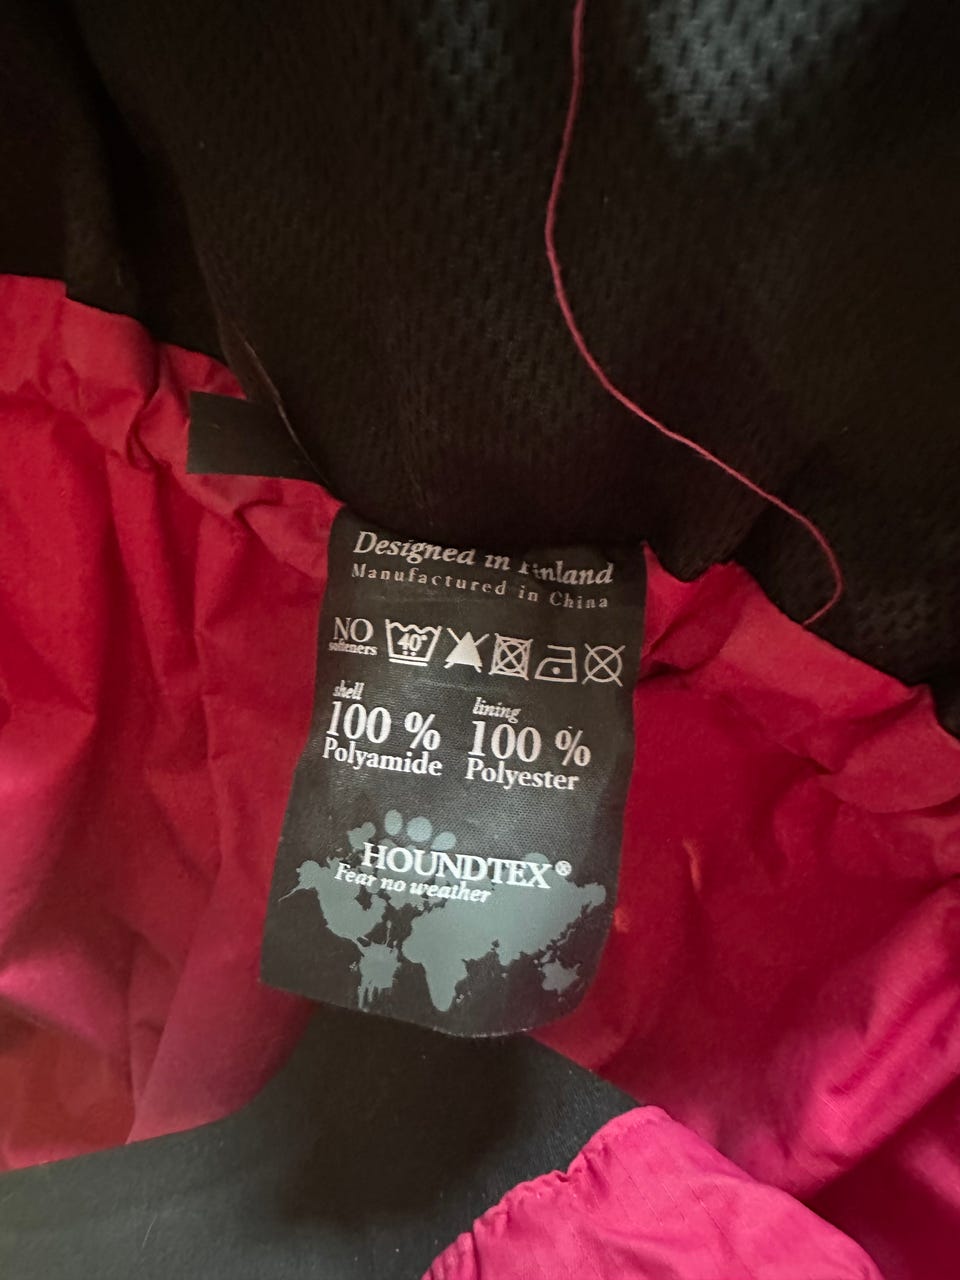 Designed in Finland
Manufactured in China
NO
softeners
40°
shell
100 %
Polyamide
lining
100 %
Polyester
HOUNDTEX®
Fear no weather